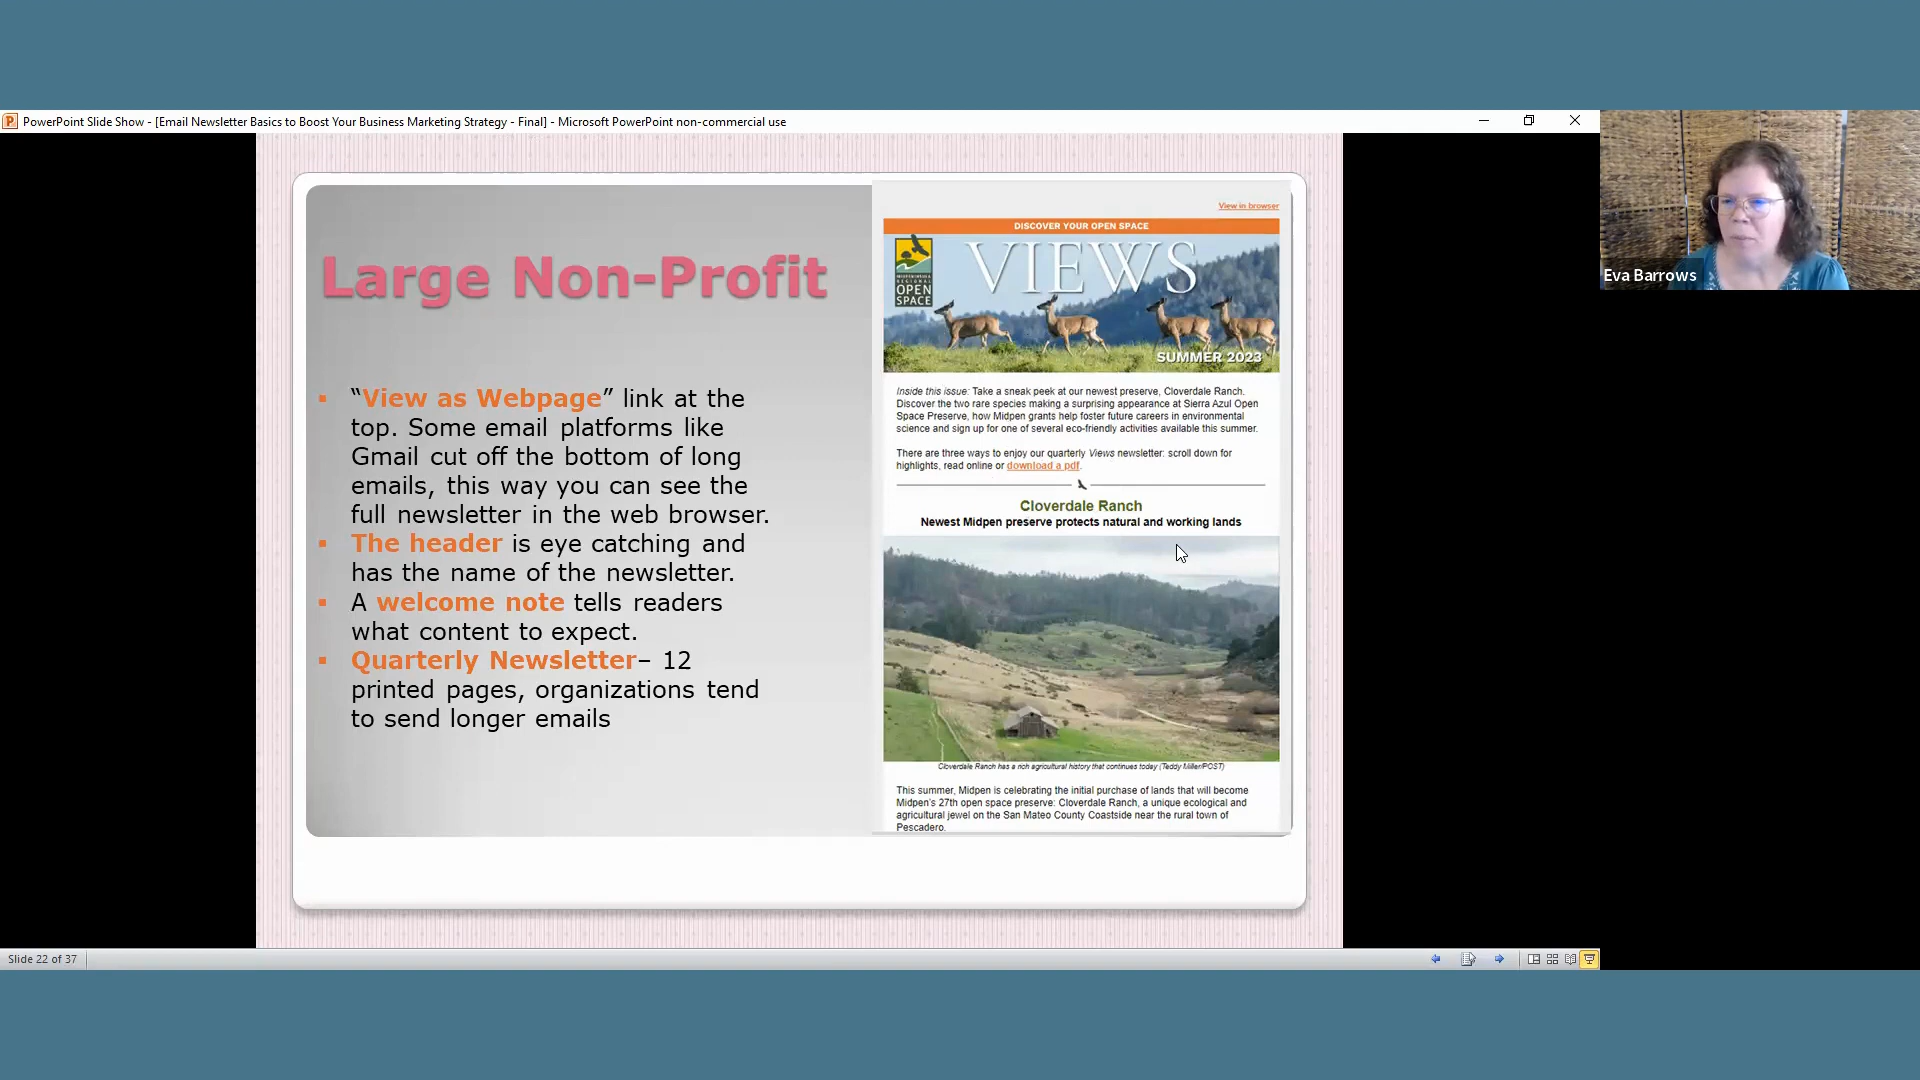 PowerPoint Slide Show - [Email Newsletter Basics to Boost Your Business Marketing Strategy - Final] - Microsoft PowerPoint non-commercial use
Large Non-Profit
▪ “View as Webpage” link at the
top. Some email platforms like
Gmail cut off the bottom of long
emails, this way you can see the
full newsletter in the web browser.
▪ The header is eye catching and
has the name of the newsletter.
▪ A welcome note tells readers
what content to expect.
▪ Quarterly Newsletter– 12
printed pages, organizations tend
to send longer emails
View in browser
DISCOVER YOUR OPEN SPACE
VIEWS
OPEN
SPACE
SUMMER 2023
Inside this issue: Take a sneak peek at our newest preserve, Cloverdale Ranch.
Discover the two rare species making a surprising appearance at Sierra Azul Open
Space Preserve, how Midpen grants help foster future careers in environmental
science and sign up for one of several eco-friendly activities available this summer.
There are three ways to enjoy our quarterly Views newsletter: scroll down for
highlights, read online or download a pdf.
Cloverdale Ranch
Newest Midpen preserve protects natural and working lands
Cloverdale Ranch has a rich agricultural history that continues today (Teddy Miller/POST)
This summer, Midpen is celebrating the initial purchase of lands that will become
Midpen's 27th open space preserve: Cloverdale Ranch, a unique ecological and
agricultural jewel on the San Mateo County Coastside near the rural town of
Pescadero.
Eva Barrows
Slide 22 of 37